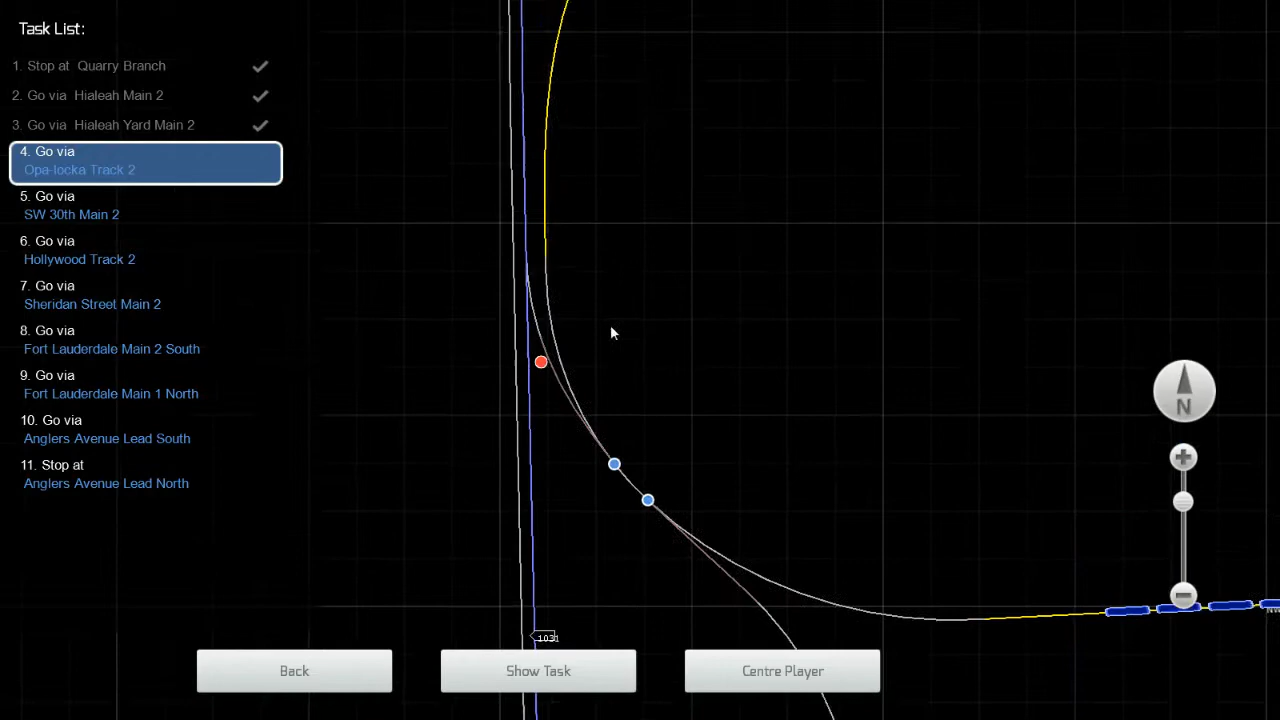 Task List:
1. Stop at Quarry Branch
2. Go via Hialeah Main 2
3. Go via Hialeah Yard Main 2
4. Go via
Opa-locka Track 2
5. Go via
SW 30th Main 2
6. Go via
Hollywood Track 2
7. Go via
Sheridan Street Main 2
8. Go via
Fort Lauderdale Main 2 South
9. Go via
Fort Lauderdale Main 1 North
10. Go via
Anglers Avenue Lead South
11. Stop at
Anglers Avenue Lead North
N
1031
Back
Show Task
Centre Player